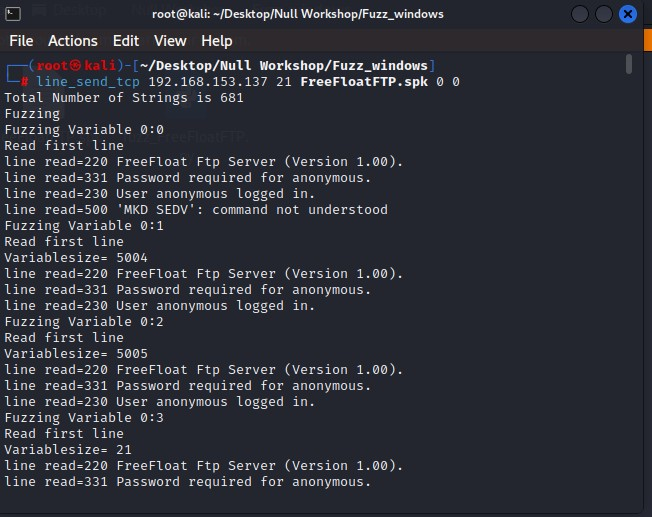 root@kali: ~/Desktop/Null Workshop/Fuzz_windows
File Actions Edit View Help
┌──(root㉿kali)-[~/Desktop/Null Workshop/Fuzz_windows]
└─# line_send_tcp 192.168.153.137 21 FreeFloatFTP.spk 0 0
Total Number of Strings is 681
Fuzzing
Fuzzing Variable 0:0
Read first line
line read=220 FreeFloat Ftp Server (Version 1.00).
line read=331 Password required for anonymous.
line read=230 User anonymous logged in.
line read=500 'MKD SEDV': command not understood
Fuzzing Variable 0:1
Read first line
Variablesize= 5004
line read=220 FreeFloat Ftp Server (Version 1.00).
line read=331 Password required for anonymous.
line read=230 User anonymous logged in.
Fuzzing Variable 0:2
Read first line
Variablesize= 5005
line read=220 FreeFloat Ftp Server (Version 1.00).
line read=331 Password required for anonymous.
line read=230 User anonymous logged in.
Fuzzing Variable 0:3
Read first line
Variablesize= 21
line read=220 FreeFloat Ftp Server (Version 1.00).
line read=331 Password required for anonymous.